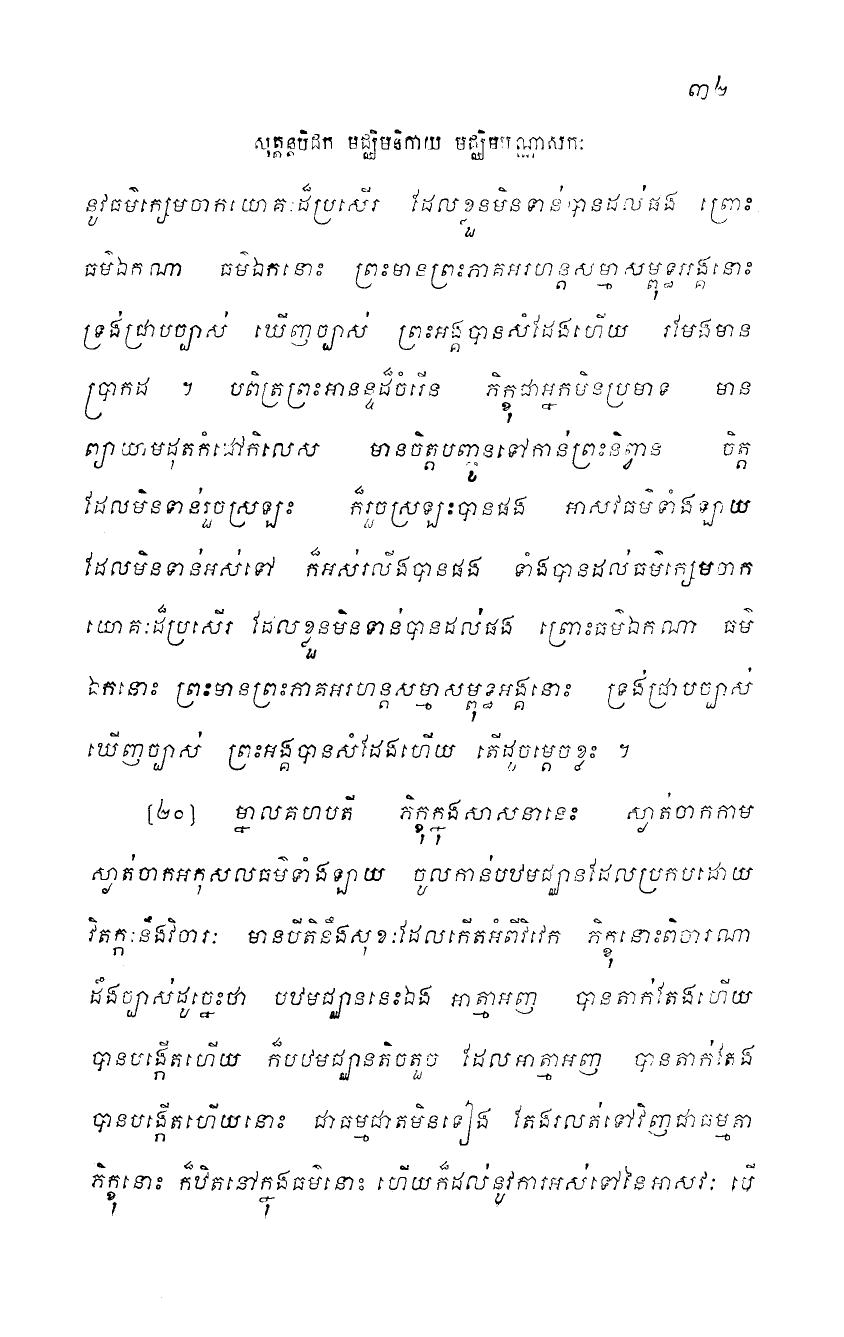 ៣២
សុត្តន្តបិដក មជ្ឈិមនិកាយ មជ្ឈិមបណ្ណាសកៈ
នូវធម៌ក្សេមចាកយោគៈដ៏ប្រសើរ ដែលខ្លួនមិនទាន់បានដល់ផង ព្រោះ
ធម៌ឯកណា ធម៌ឯកនោះ ព្រះមានព្រះភាគអរហន្តសម្មាសម្ពុទ្ធអង្គនោះ
ទ្រង់ជ្រាបច្បាស់ ឃើញច្បាស់ ព្រះអង្គបានសំដែងហើយ រមែងមាន
ប្រាកដ ។ បពិត្រព្រះអានន្ទដ៏ចំរើន ភិក្ខុជាអ្នកមិនប្រមាទ មាន
ព្យាយាមដុតកំដៅកិលេស មានចិត្តបញ្ជូនទៅកាន់ព្រះនិព្វាន ចិត្ត
ដែលមិនទាន់រួចស្រឡះ ក៏រួចស្រឡះបានផង អាសវធម៌ទាំងឡាយ
ដែលមិនទាន់អស់ទៅ ក៏អស់រលីងបានផង ទាំងបានដល់ធម៌ក្សេមចាក
យោគៈដ៏ប្រសើរ ដែលខ្លួនមិនទាន់បានដល់ផង ព្រោះធម៌ឯកណា ធម៌
ឯកនោះ ព្រះមានព្រះភាគអរហន្តសម្មាសម្ពុទ្ធអង្គនោះ ទ្រង់ជ្រាបច្បាស់
ឃើញច្បាស់ ព្រះអង្គបានសំដែងហើយ តើដូចម្តេចខ្លះ ។
[២០] ម្នាលគហបតី ភិក្ខុក្នុងសាសនានេះ ស្ងាត់ចាកកាម
ស្ងាត់ចាកអកុសលធម៌ទាំងឡាយ ចូលកាន់បឋមជ្ឈានដែលប្រកបដោយ
វិតក្កៈនឹងវិចារៈ មានបីតិនឹងសុខៈដែលកើតអំពីវិវេក ភិក្ខុនោះពិចារណា
ដឹងច្បាស់ដូច្នេះថា បឋមជ្ឈាននេះឯង អាត្មាអញ បានតាក់តែងហើយ
បានបង្កើតហើយ ក៏បឋមជ្ឈានតិចតួច ដែលអាត្មាអញ បានតាក់តែង
បានបង្កើតហើយនោះ ជាធម្មជាតមិនទៀង តែងរលត់ទៅវិញជាធម្មតា
ភិក្ខុនោះ ក៏ឋិតនៅក្នុងធម៌នោះ ហើយក៏ដល់នូវការអស់ទៅនៃអាសវៈ បើ